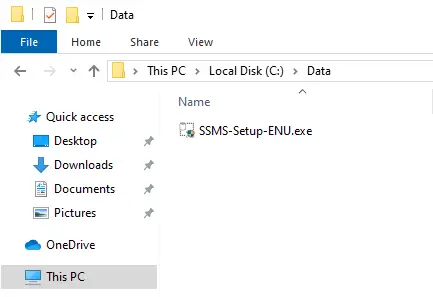 Data
File Home Share View
This PC Local Disk (C:) Data
Name
Quick access
SSMS-Setup-ENU.exe
Desktop
Downloads
Documents
Pictures
OneDrive
This PC